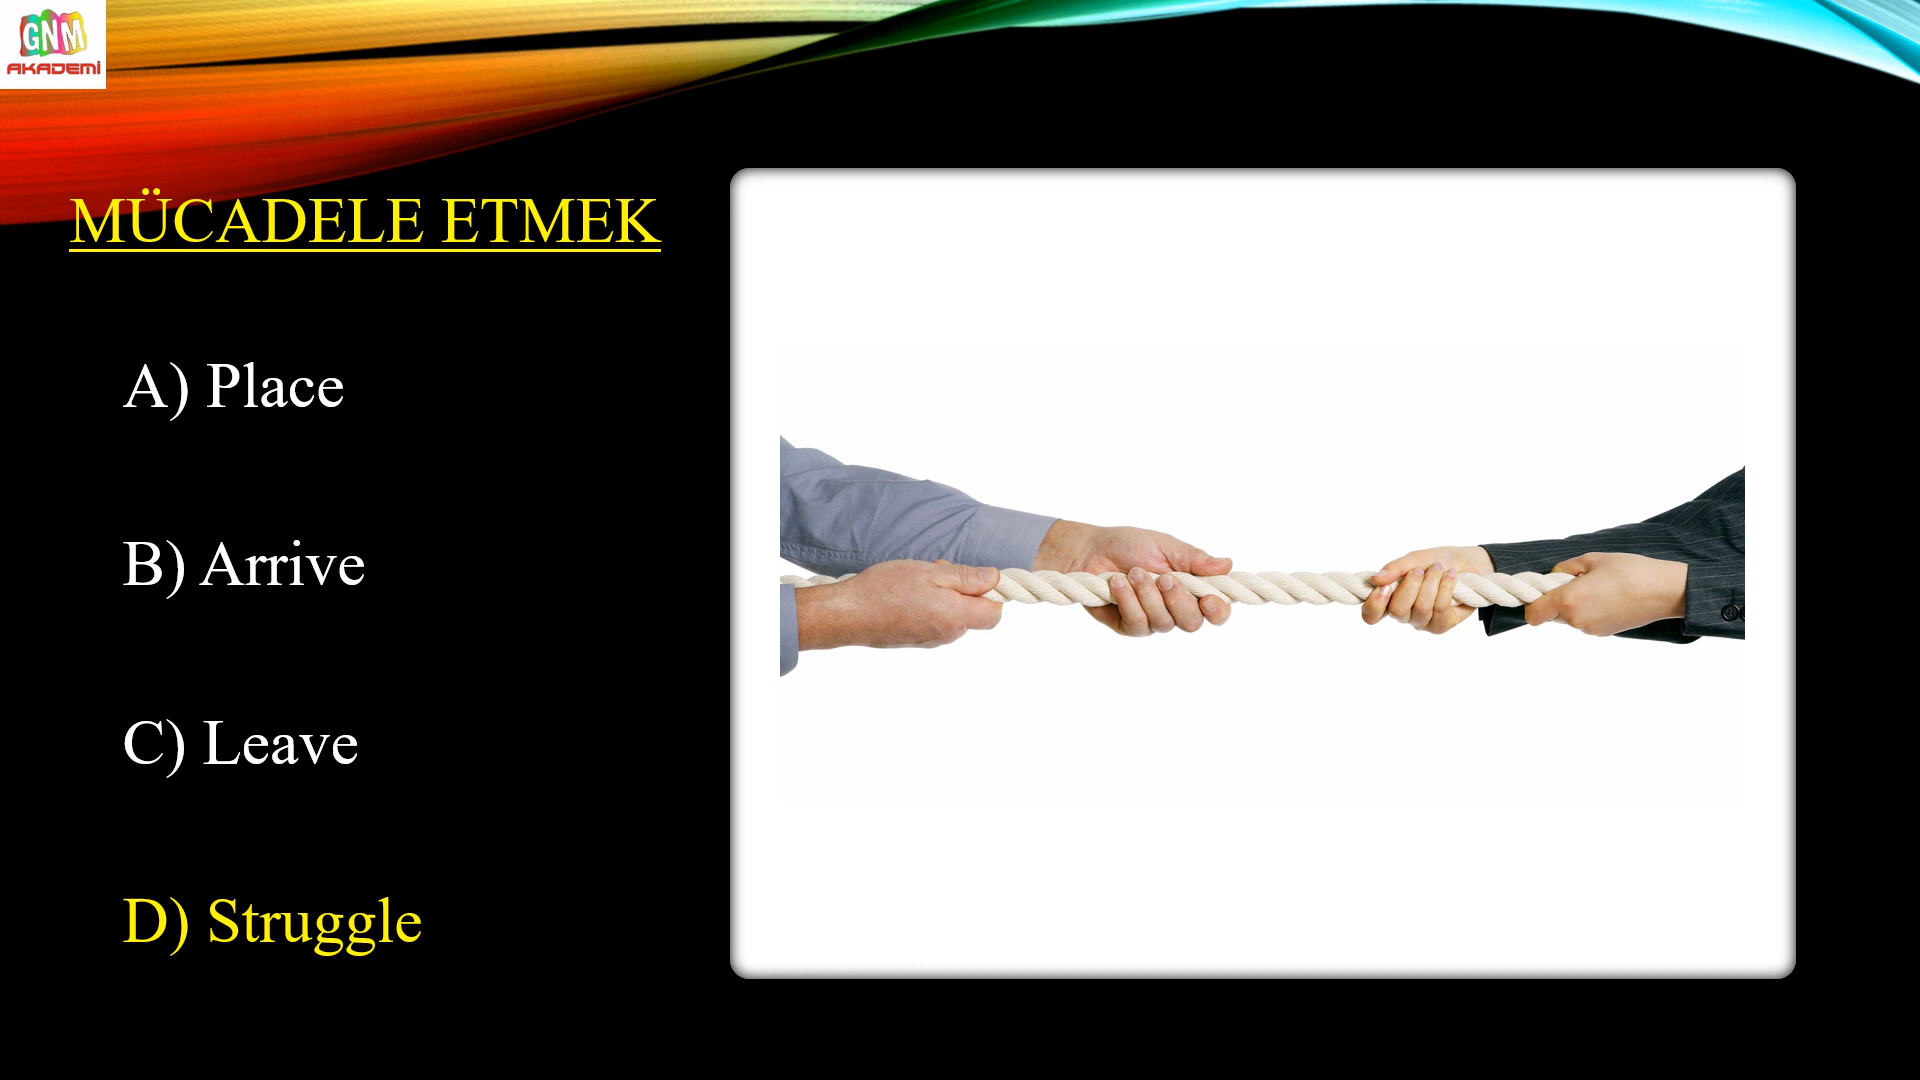 GNM
AKADEMİ
MÜCADELE ETMEK
A) Place
B) Arrive
C) Leave
D) Struggle